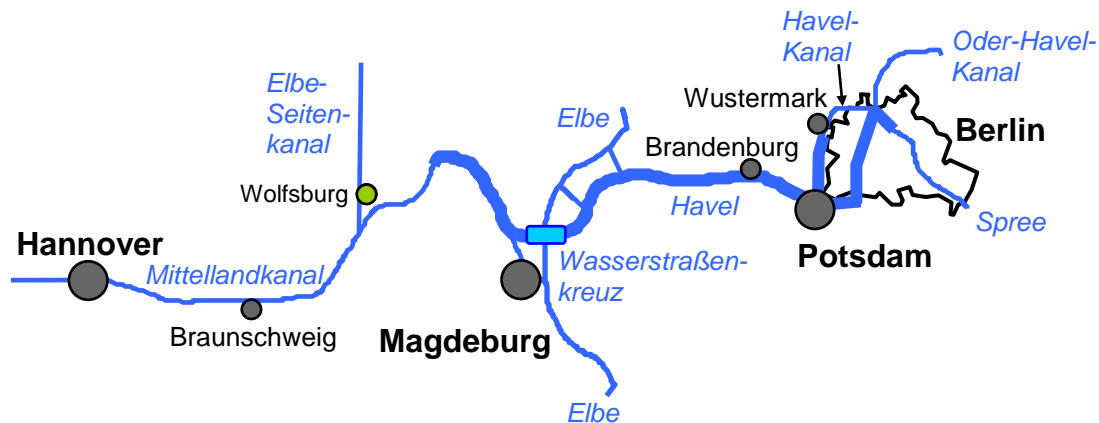 Havel-
Kanal
Oder-Havel-
Kanal
Elbe-
Seiten-
kanal
Elbe
Wustermark
Berlin
Brandenburg
Wolfsburg
Havel
Spree
Hannover
Potsdam
Mittellandkanal
Wasserstraßen-
kreuz
Braunschweig
Magdeburg
Elbe